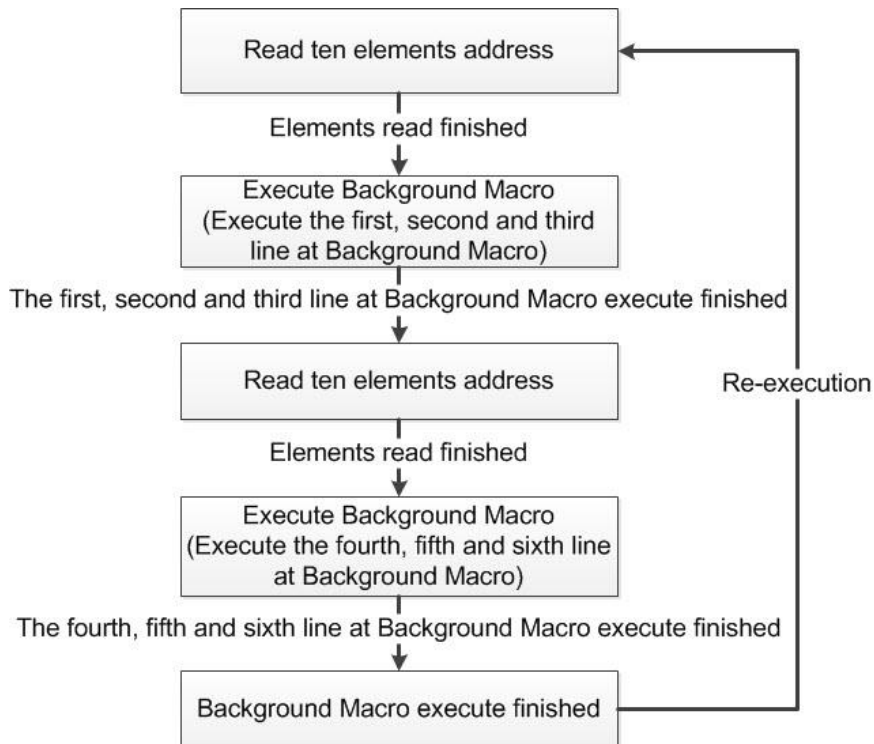 Read ten elements address
Elements read finished
Execute Background Macro
(Execute the first, second and third
line at Background Macro)
The first, second and third line at Background Macro execute finished
Read ten elements address
Re-execution
Elements read finished
Execute Background Macro
(Execute the fourth, fifth and sixth line
at Background Macro)
The fourth, fifth and sixth line at Background Macro execute finished
Background Macro execute finished